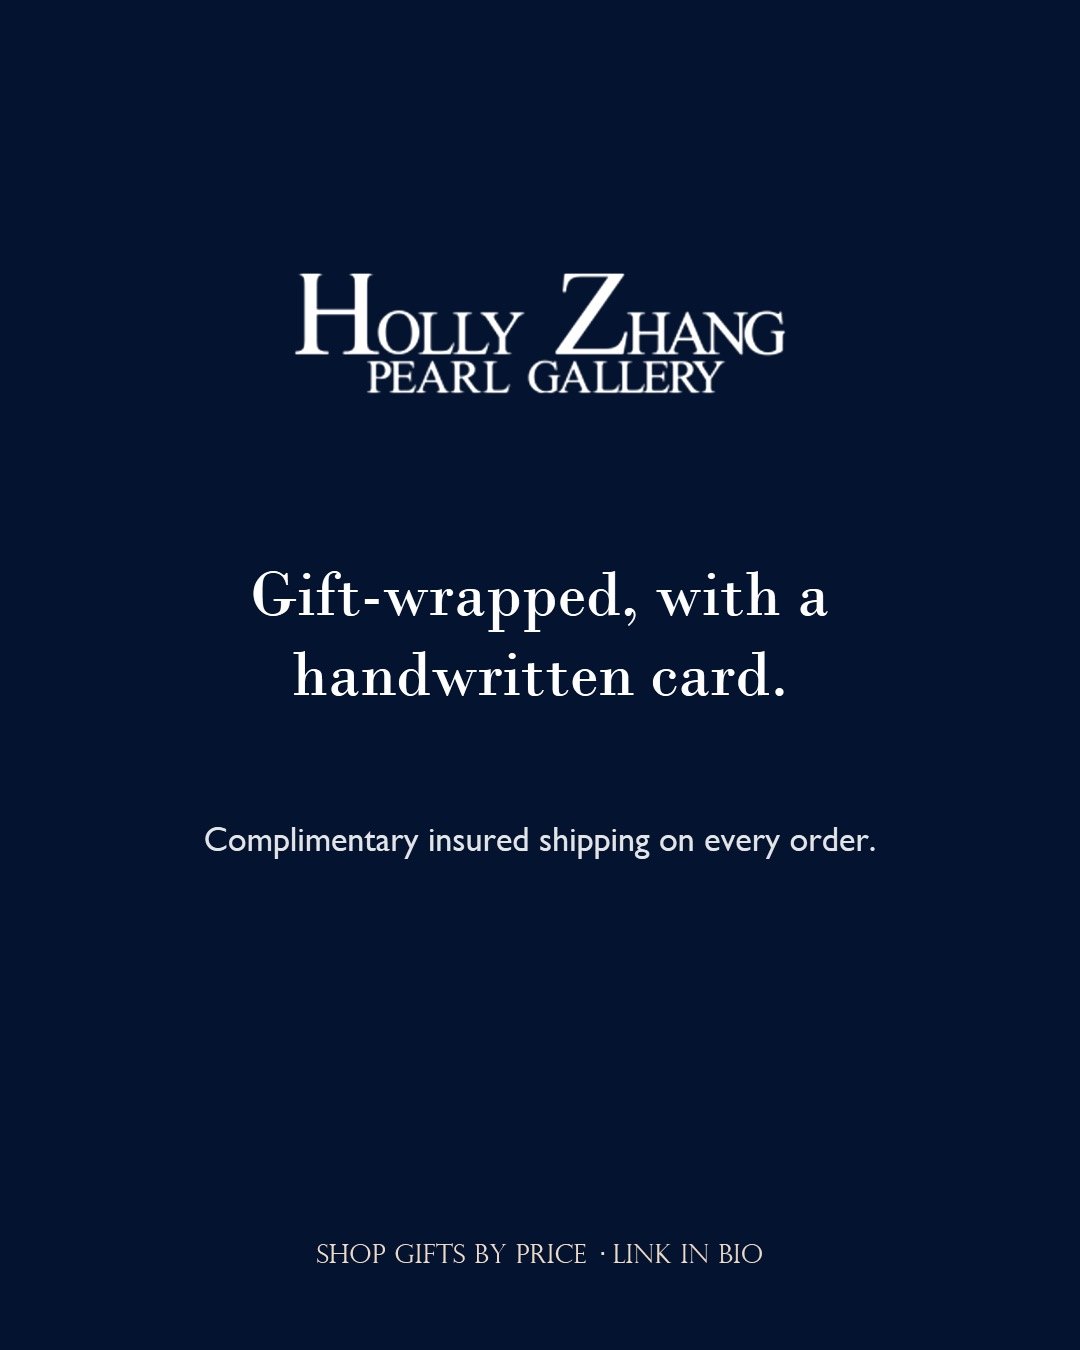 HOLLY ZHANG
PEARL GALLERY
Gift-wrapped, with a
handwritten card.
Complimentary insured shipping on every order.
SHOP GIFTS BY PRICE · LINK IN BIO